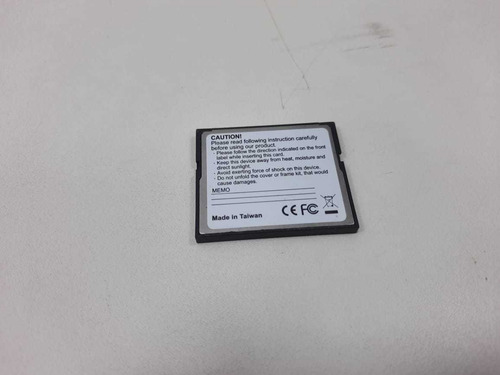 CAUTION!
Please read following instruction carefully
before using our product.
- Please follow the direction indicated on the front
label while inserting this card.
- Keep this device away from heat, moisture and
direct sunlight.
- Avoid exerting force of shock on this device.
- Do not unfold the cover or frame kit, that would
cause damages.
MEMO
Made in Taiwan
CE FC